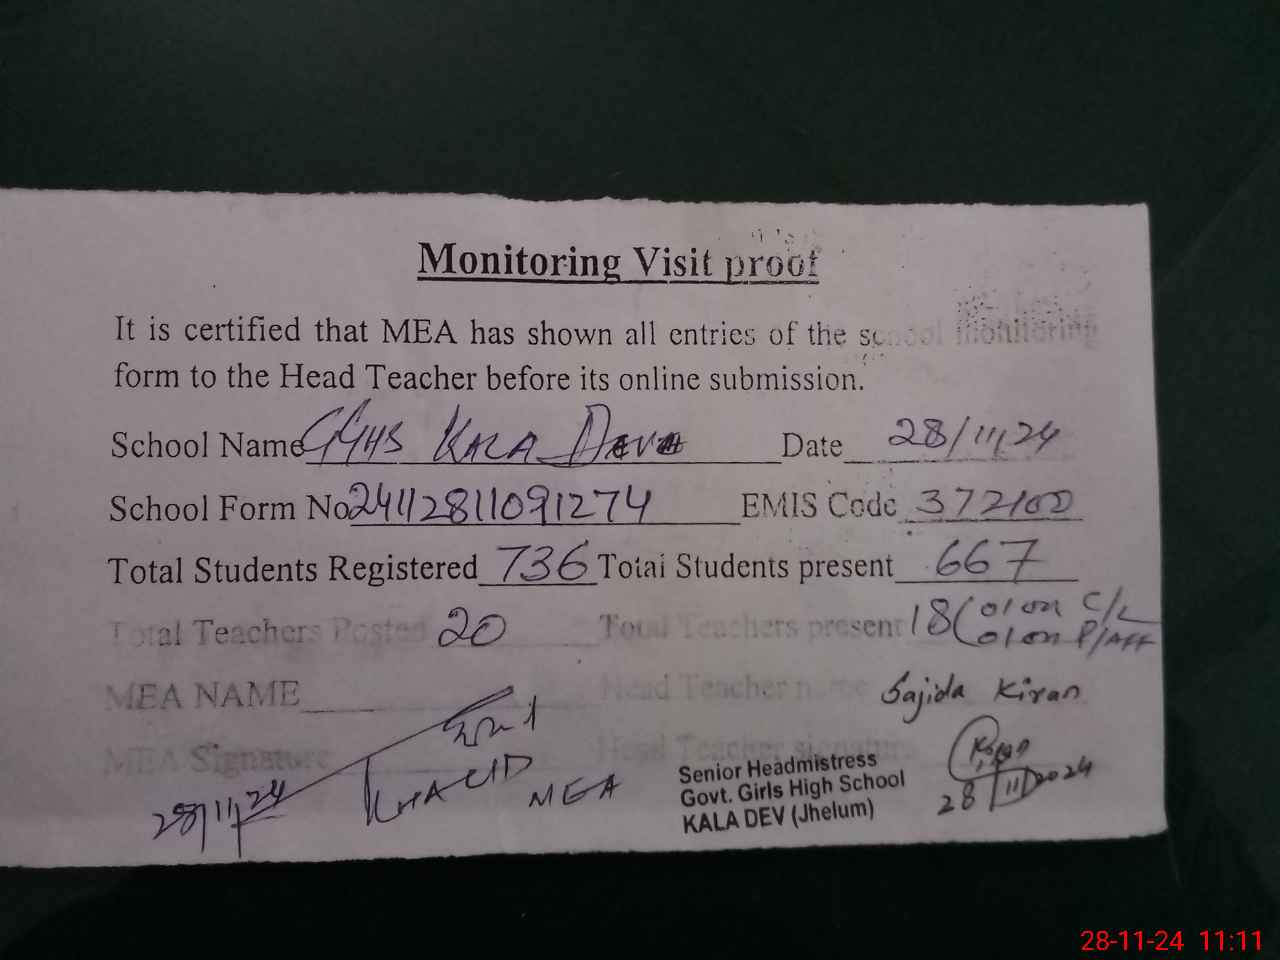 Monitoring Visit proof
It is certified that MEA has shown all entries of the school monitoring
form to the Head Teacher before its online submission.
School Name GGHS KALA Deve Date 28/11,24
School Form No 24112811091274 EMIS Code 372100
Total Students Registered 736 Total Students present 667
Total Teachers Posted 20 Total Teachers present 18 (01 on C/L
01 on P/AFF
MEA NAME Head Teacher name Sajida Kiran
MEA Signature Head Teacher signature
28/11/24 MEA
Senior Headmistress
Govt. Girls High School
KALA DEV (Jhelum)
28/11/2024
28-11-24 11:11